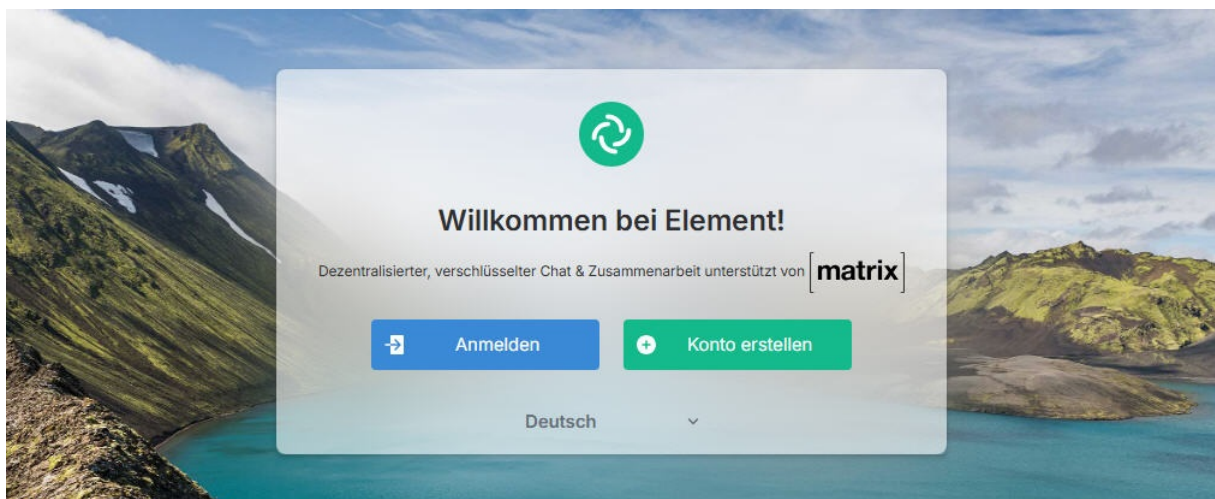 Willkommen bei Element!
Dezentralisierter, verschlüsselter Chat & Zusammenarbeit unterstützt von [matrix]
Anmelden
Konto erstellen
Deutsch